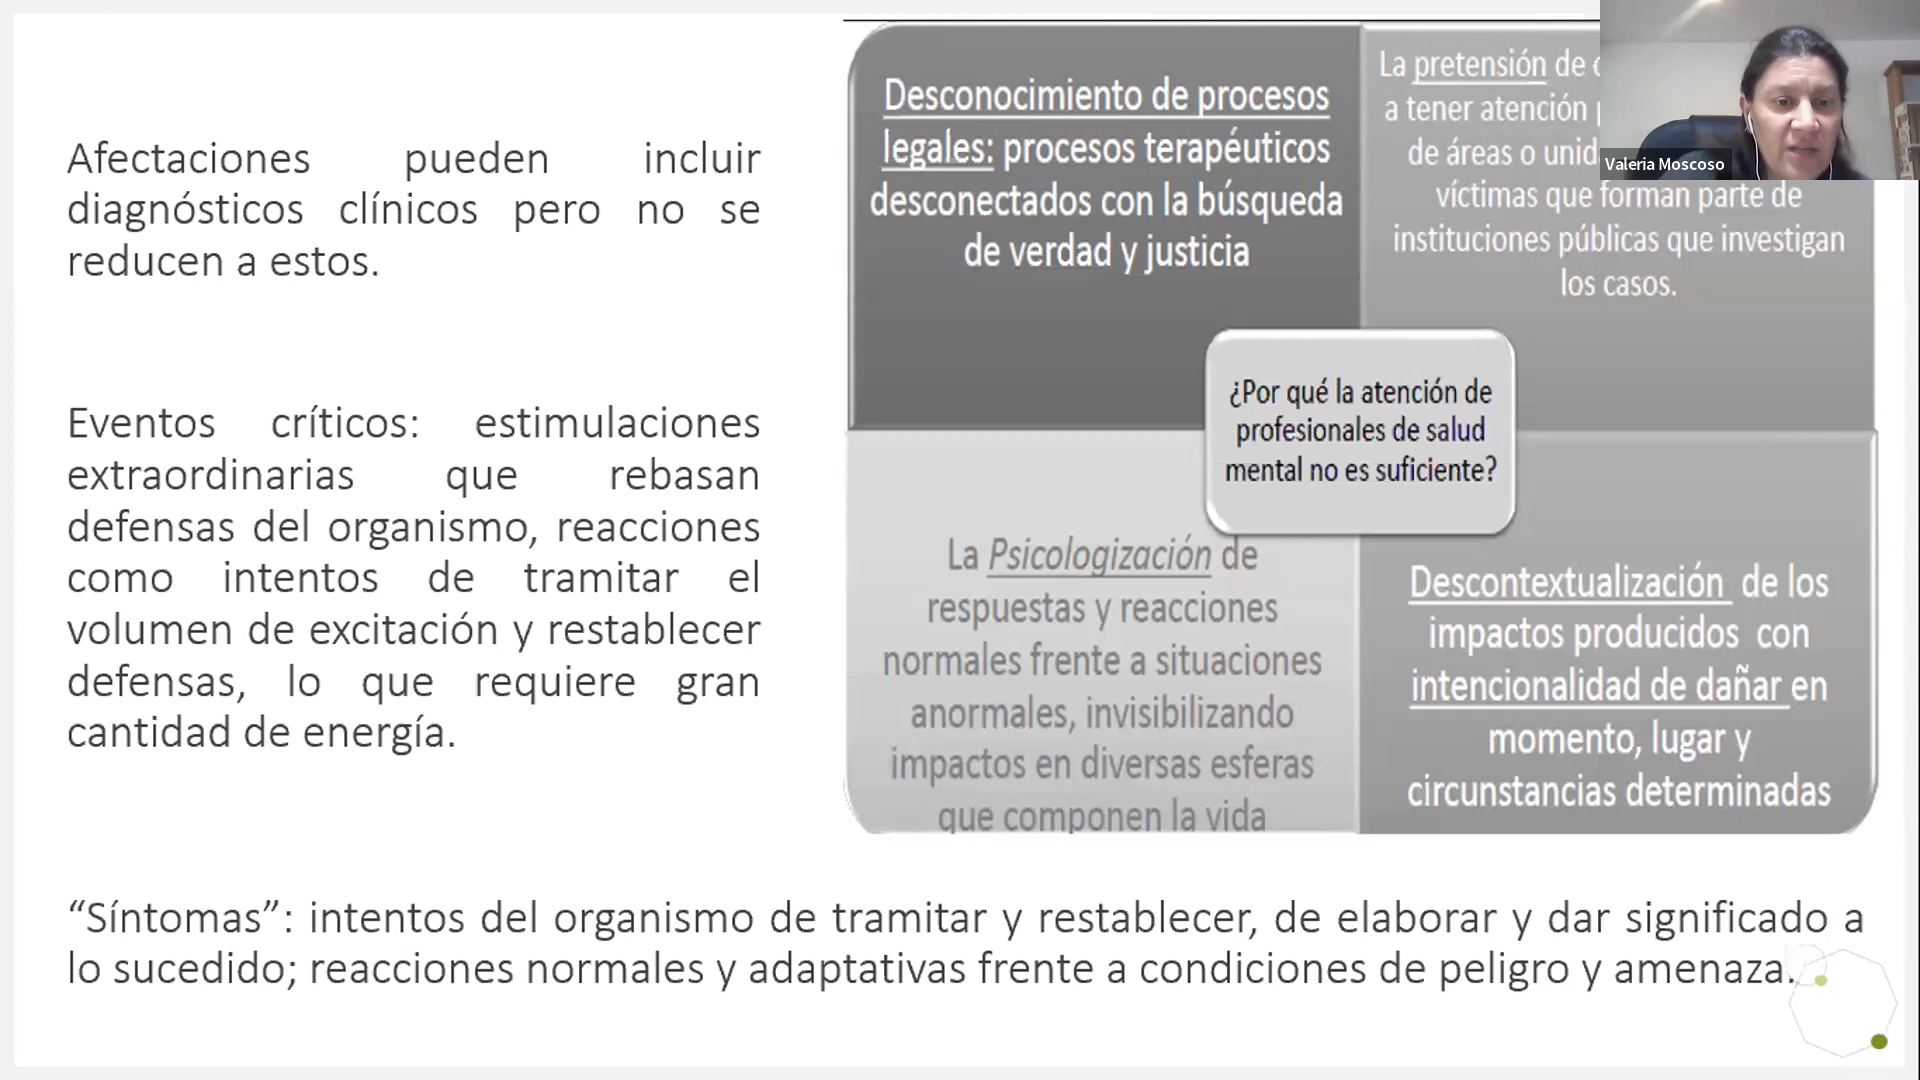 Afectaciones pueden incluir
diagnósticos clínicos pero no se
reducen a estos.
Eventos críticos: estimulaciones
extraordinarias que rebasan
defensas del organismo, reacciones
como intentos de tramitar el
volumen de excitación y restablecer
defensas, lo que requiere gran
cantidad de energía.
Desconocimiento de procesos
legales: procesos terapéuticos
desconectados con la búsqueda
de verdad y justicia
La pretensión de
a tener atención
de áreas o
víctimas que forman parte de
instituciones públicas que investigan
los casos.
Valeria Moscoso
¿Por qué la atención de
profesionales de salud
mental no es suficiente?
La Psicologización de
respuestas y reacciones
normales frente a situaciones
anormales, invisibilizando
impactos en diversas esferas
que componen la vida
Descontextualización de los
impactos producidos con
intencionalidad de dañar en
momento, lugar y
circunstancias determinadas
“Síntomas”: intentos del organismo de tramitar y restablecer, de elaborar y dar significado a
lo sucedido; reacciones normales y adaptativas frente a condiciones de peligro y amenaza.